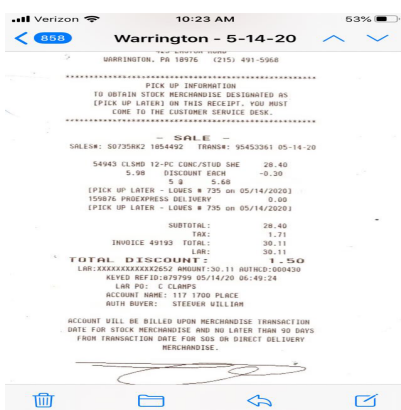 Verizon 10:23 AM 53%
858 Warrington - 5-14-20
WARRINGTON, PA 18976 (215) 491-5968
PICK UP INFORMATION
TO OBTAIN STOCK MERCHANDISE DESIGNATED AS
[PICK UP LATER] ON THIS RECEIPT, YOU MUST
COME TO THE CUSTOMER SERVICE DESK.
- SALE -
SALES#: S0735RK2 1854492 TRANS#: 95453361 05-14-20
54943 CLSMD 12-PC CONC/STUD SHE 28.40
5.98 DISCOUNT EACH -0.30
5 @ 5.68
[PICK UP LATER - LOWES # 735 on 05/14/2020]
159876 PROEXPRESS DELIVERY 0.00
[PICK UP LATER - LOWES # 735 on 05/14/2020]
SUBTOTAL: 28.40
TAX: 1.71
INVOICE 49193 TOTAL: 30.11
LAR: 30.11
TOTAL DISCOUNT: 1.50
LAR:XXXXXXXXXXXX2652 AMOUNT:30.11 AUTHCD:000430
KEYED REFID:879799 05/14/20 06:49:24
LAR PO: C CLAMPS
ACCOUNT NAME: 117 1700 PLACE
AUTH BUYER: STEEVER WILLIAM
ACCOUNT WILL BE BILLED UPON MERCHANDISE TRANSACTION
DATE FOR STOCK MERCHANDISE AND NO LATER THAN 90 DAYS
FROM TRANSACTION DATE FOR SOS OR DIRECT DELIVERY
MERCHANDISE.